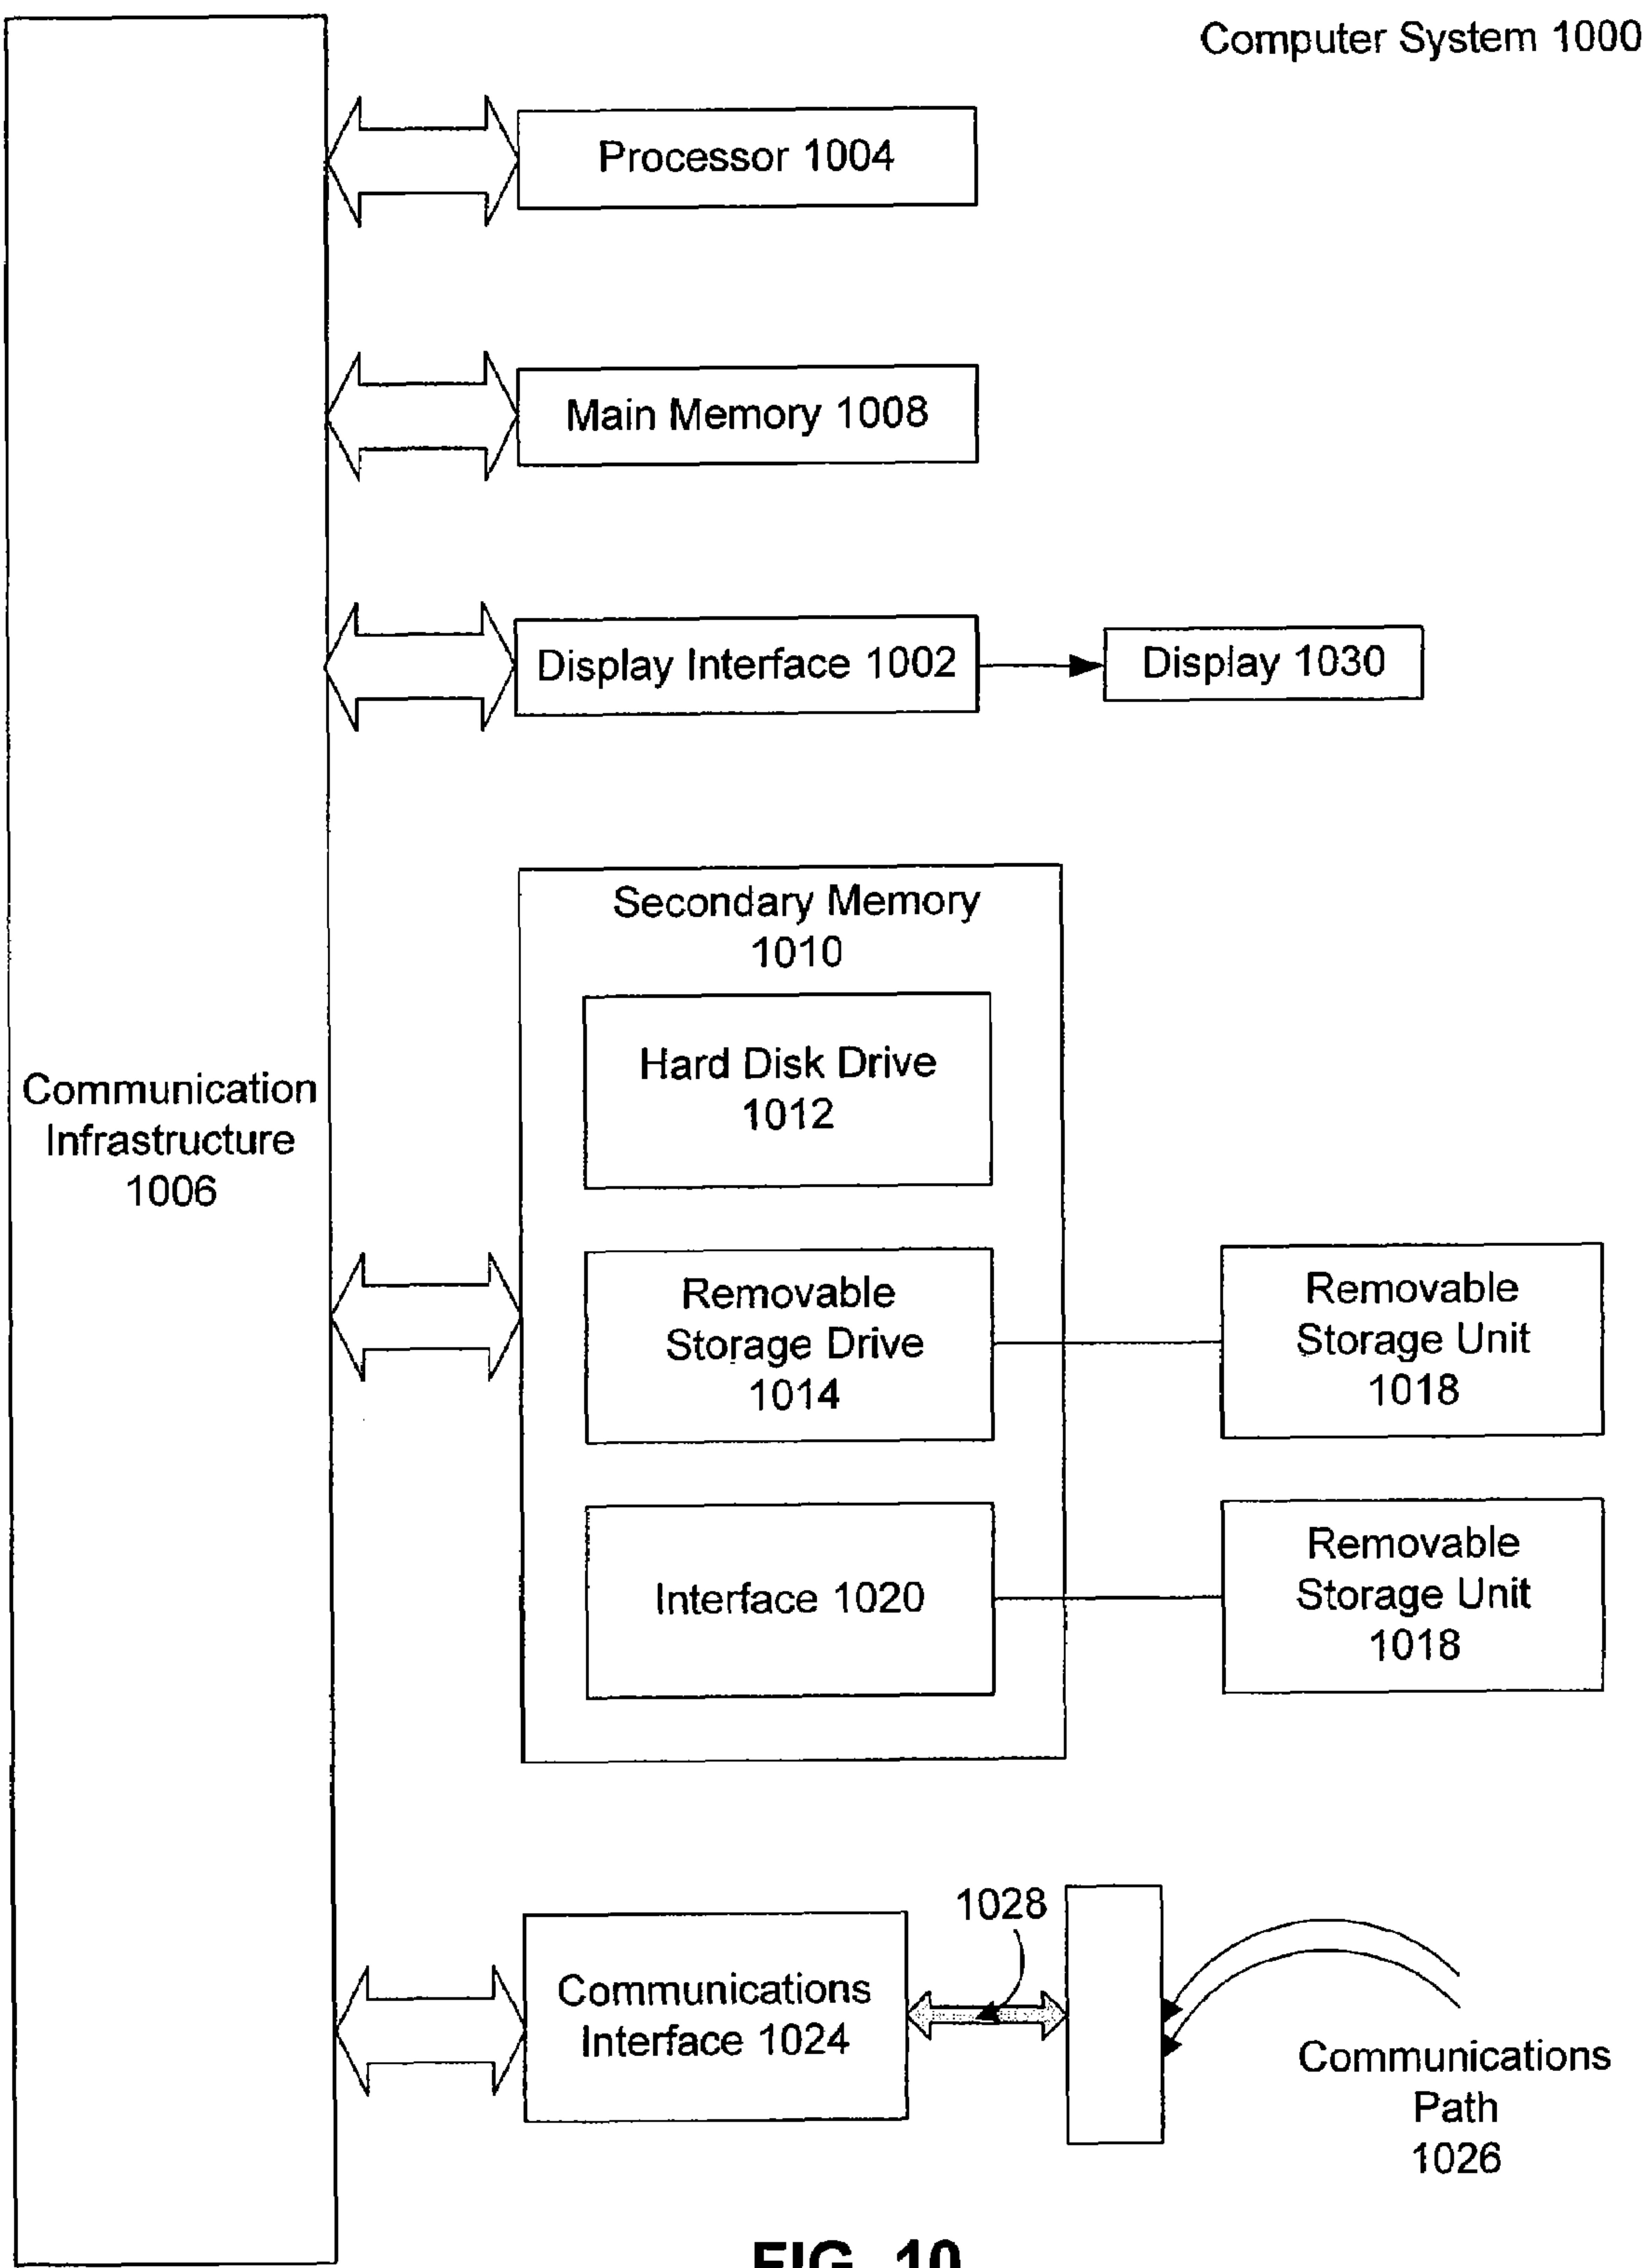 Computer System 1000
Processor 1004
Main Memory 1008
Display Interface 1002
Display 1030
Secondary Memory
1010
Hard Disk Drive
1012
Communication
Infrastructure
1006
Removable
Storage Drive
1014
Removable
Storage Unit
1018
Interface 1020
Removable
Storage Unit
1018
1028
Communications
Interface 1024
Communications
Path
1026
FIG. 10